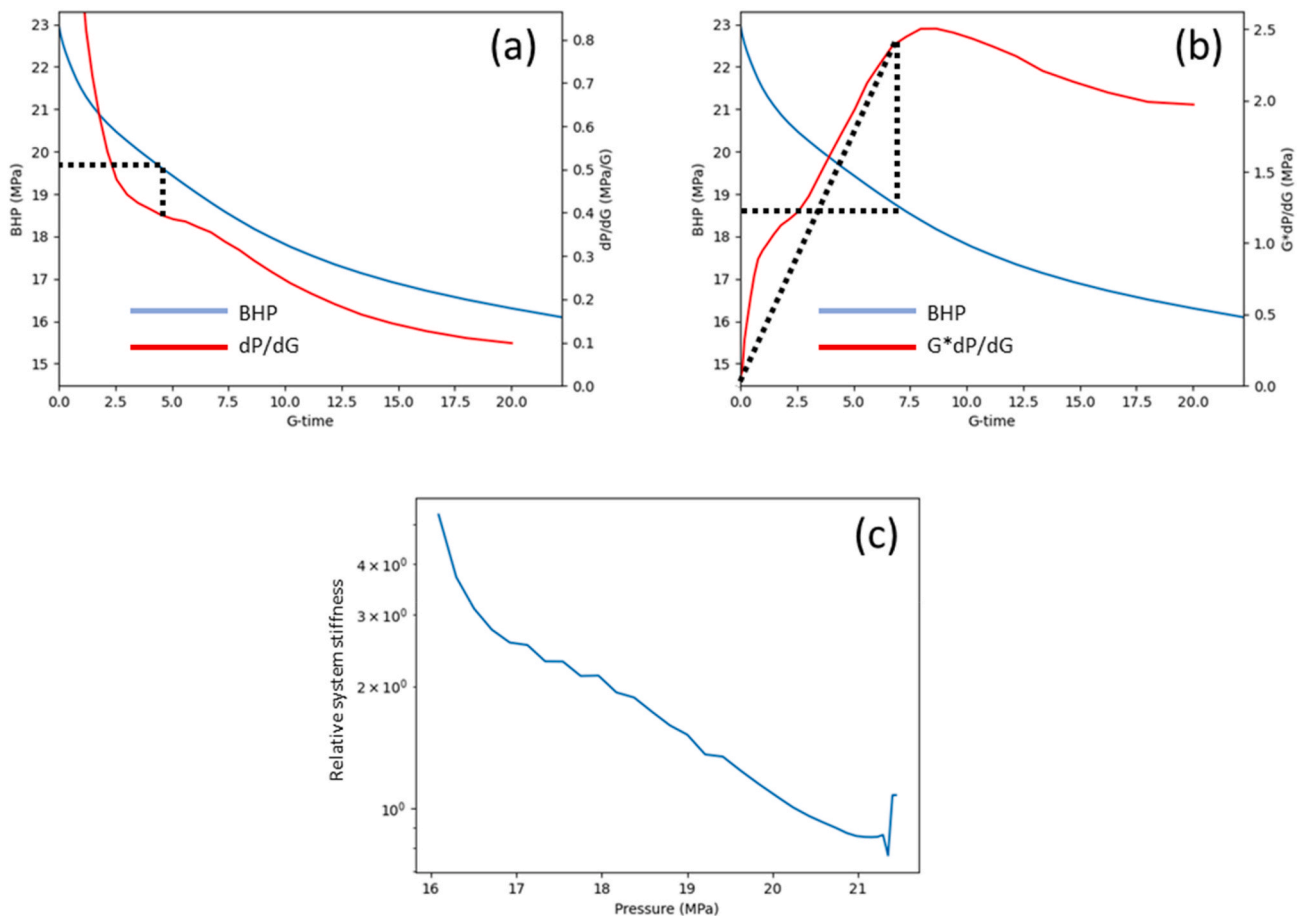 (a)
23
22
21
20
19
18
17
16
15
BHP (MPa)
0.8
0.7
0.6
0.5
0.4
0.3
0.2
0.1
0.0
dP/dG (MPa/G)
BHP
dP/dG
0.0 2.5 5.0 7.5 10.0 12.5 15.0 17.5 20.0
G-time
(b)
23
22
21
20
19
18
17
16
15
BHP (MPa)
2.5
2.0
1.5
1.0
0.5
0.0
G*dP/dG (MPa)
BHP
G*dP/dG
0.0 2.5 5.0 7.5 10.0 12.5 15.0 17.5 20.0
G-time
(c)
4 × 10⁰
3 × 10⁰
2 × 10⁰
10⁰
Relative system stiffness
16 17 18 19 20 21
Pressure (MPa)